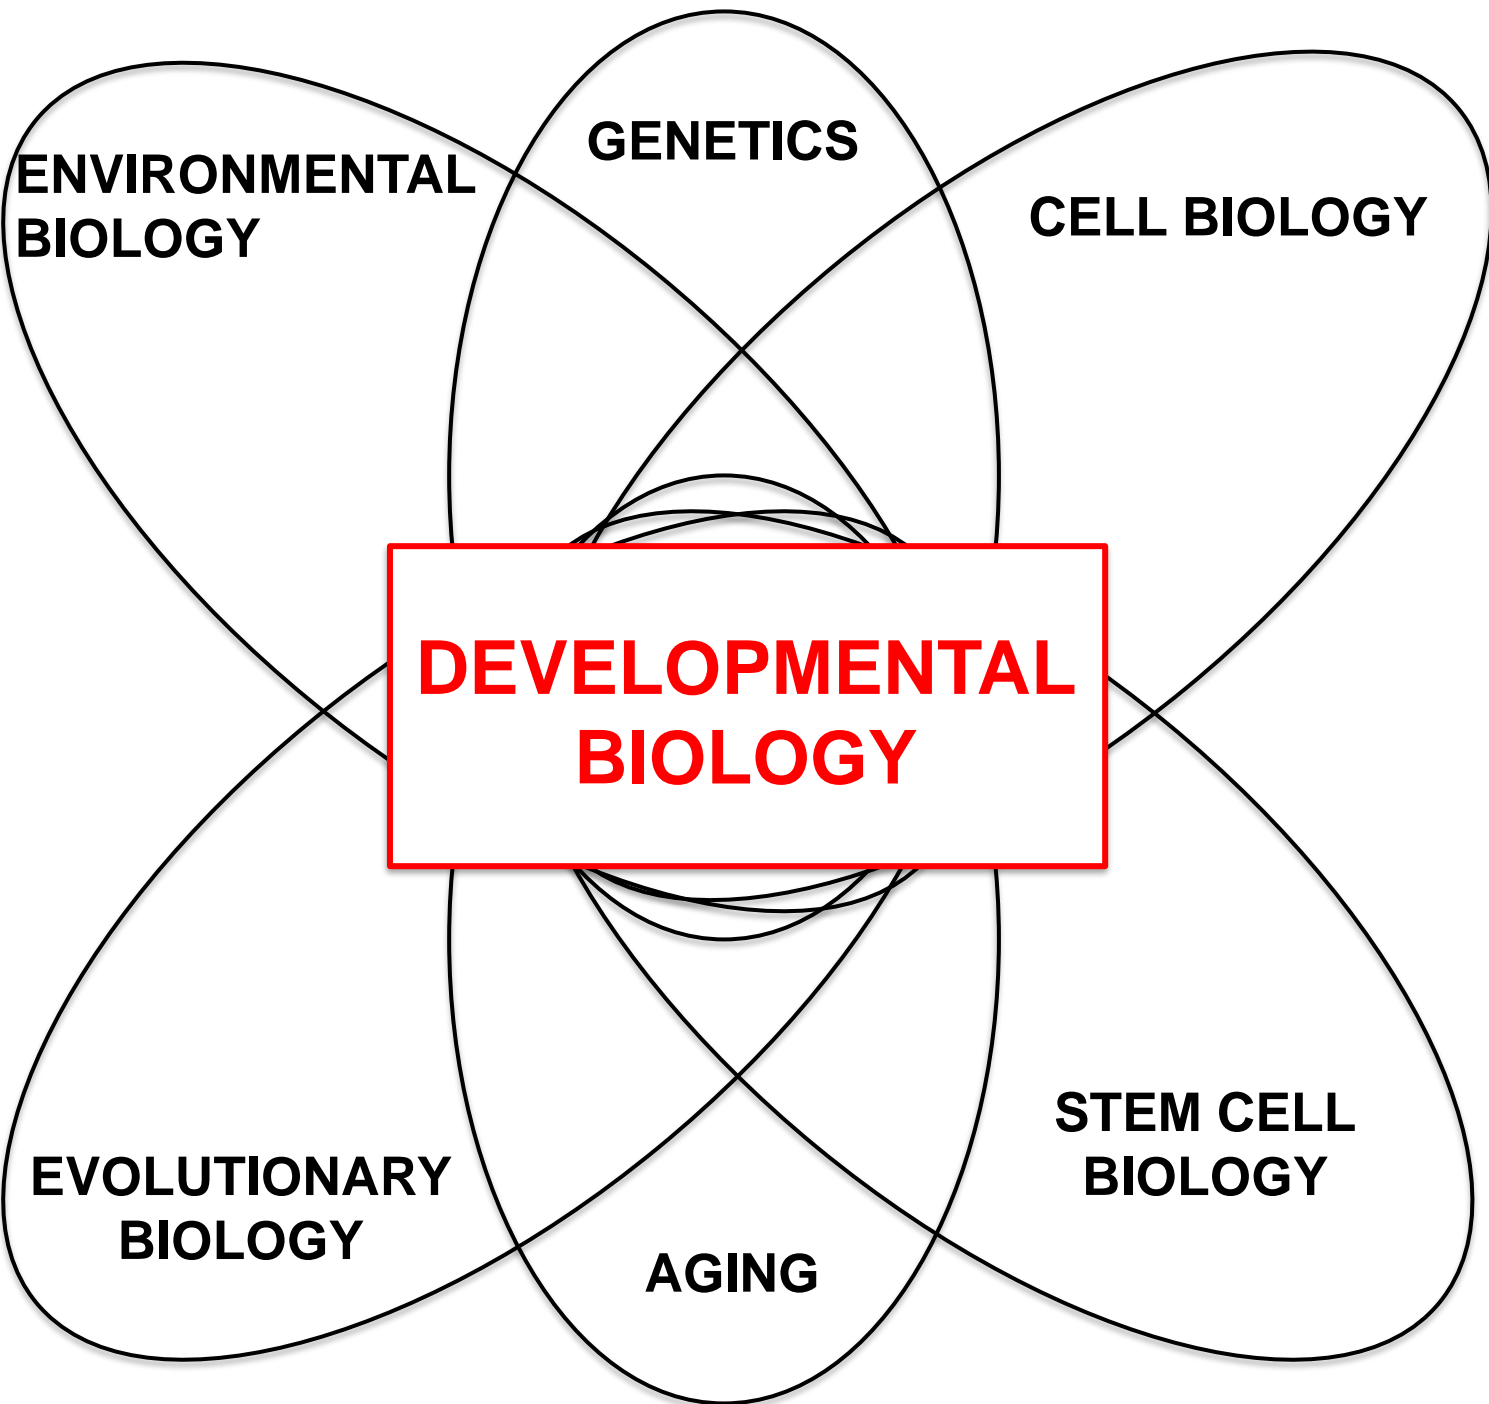 GENETICS
ENVIRONMENTAL
BIOLOGY
CELL BIOLOGY
DEVELOPMENTAL
BIOLOGY
STEM CELL
BIOLOGY
EVOLUTIONARY
BIOLOGY
AGING